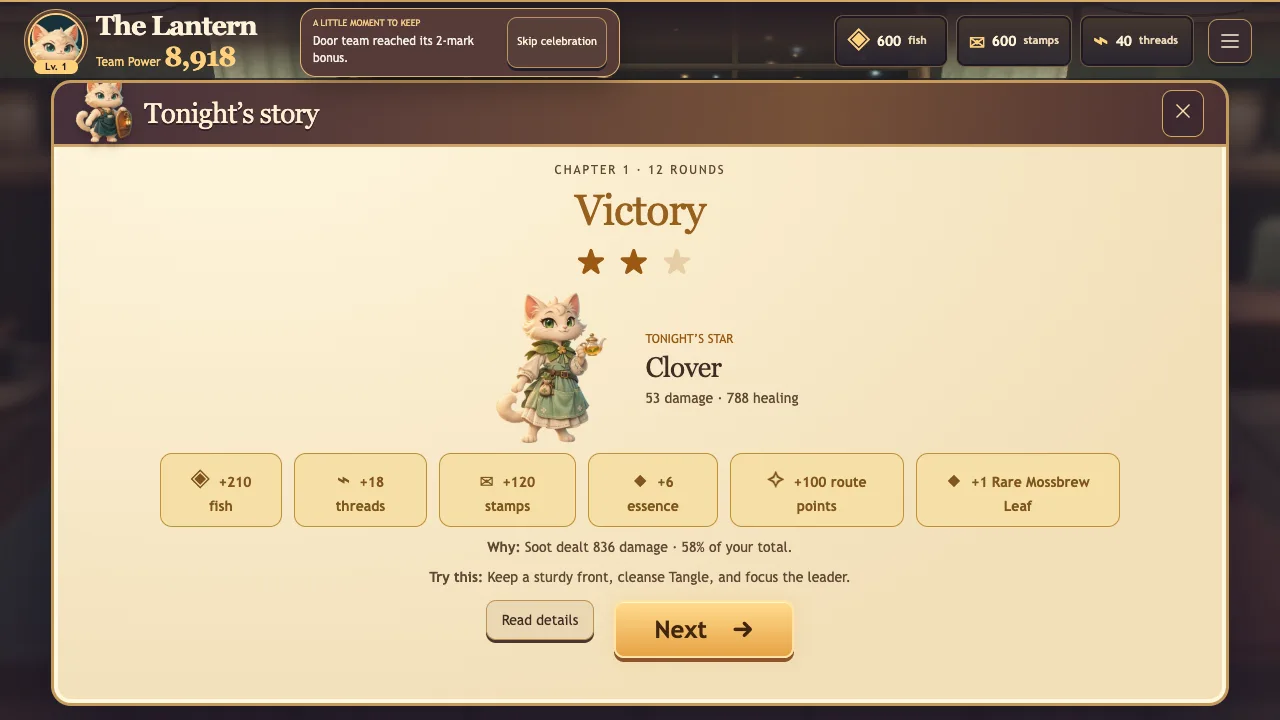 The Lantern
Team Power 8,918
Lv. 1
A LITTLE MOMENT TO KEEP
Door team reached its 2-mark
bonus.
Skip celebration
600 fish
600 stamps
40 threads
Tonight’s story
CHAPTER 1 · 12 ROUNDS
Victory
TONIGHT’S STAR
Clover
53 damage · 788 healing
+210
fish
+18
threads
+120
stamps
+6
essence
+100 route
points
+1 Rare Mossbrew
Leaf
Why: Soot dealt 836 damage · 58% of your total.
Try this: Keep a sturdy front, cleanse Tangle, and focus the leader.
Read details
Next